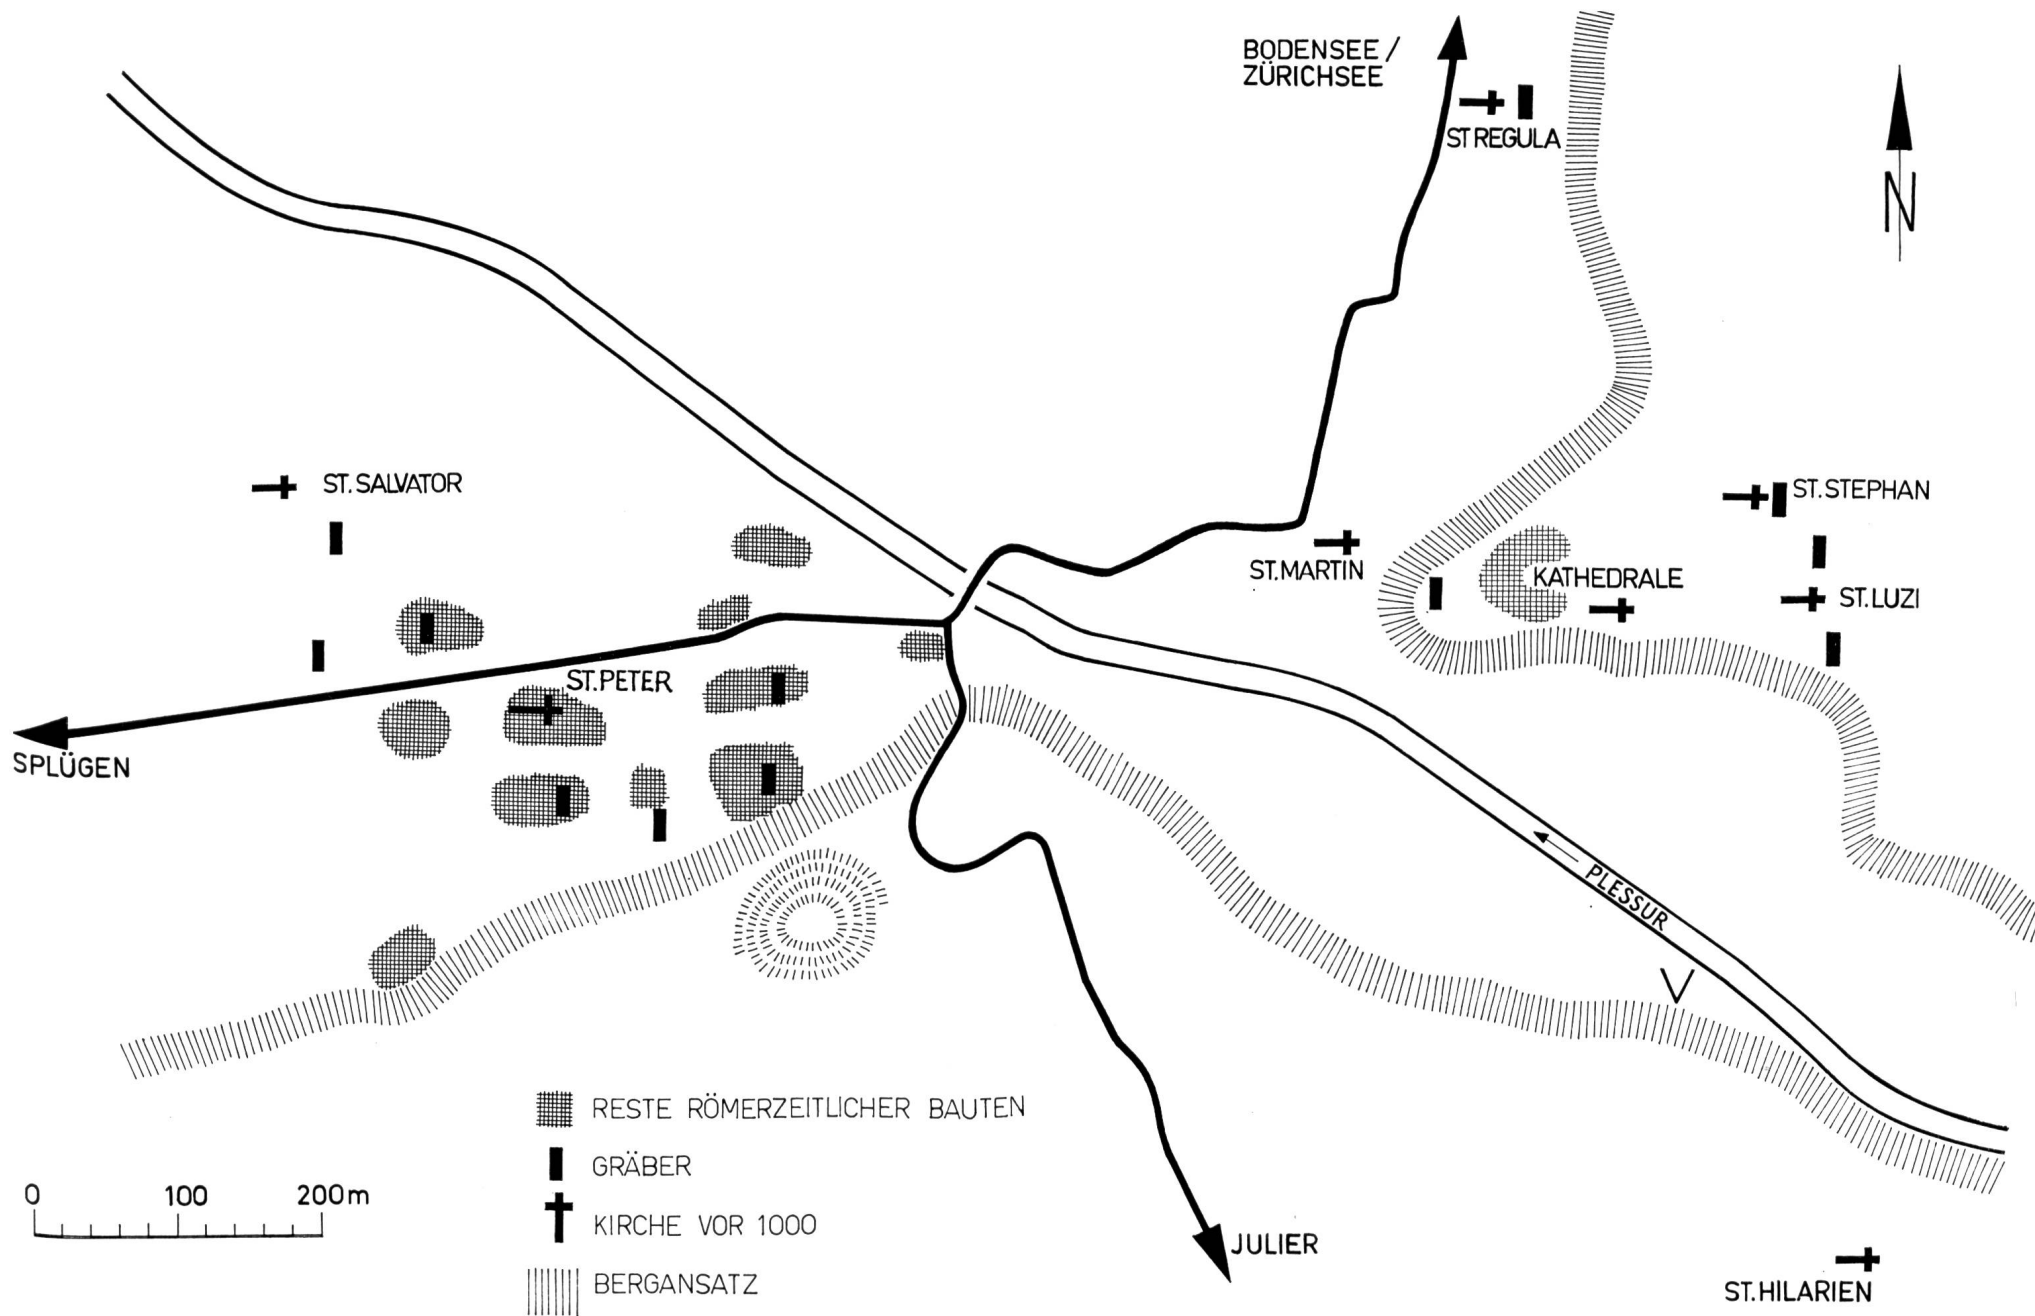 BODENSEE /
ZÜRICHSEE
ST REGULA
N
ST. SALVATOR
ST. STEPHAN
ST. MARTIN
KATHEDRALE
ST. LUZI
ST. PETER
SPLÜGEN
PLESSUR
RESTE RÖMERZEITLICHER BAUTEN
GRÄBER
KIRCHE VOR 1000
BERGANSATZ
0 100 200m
JULIER
ST. HILARIEN